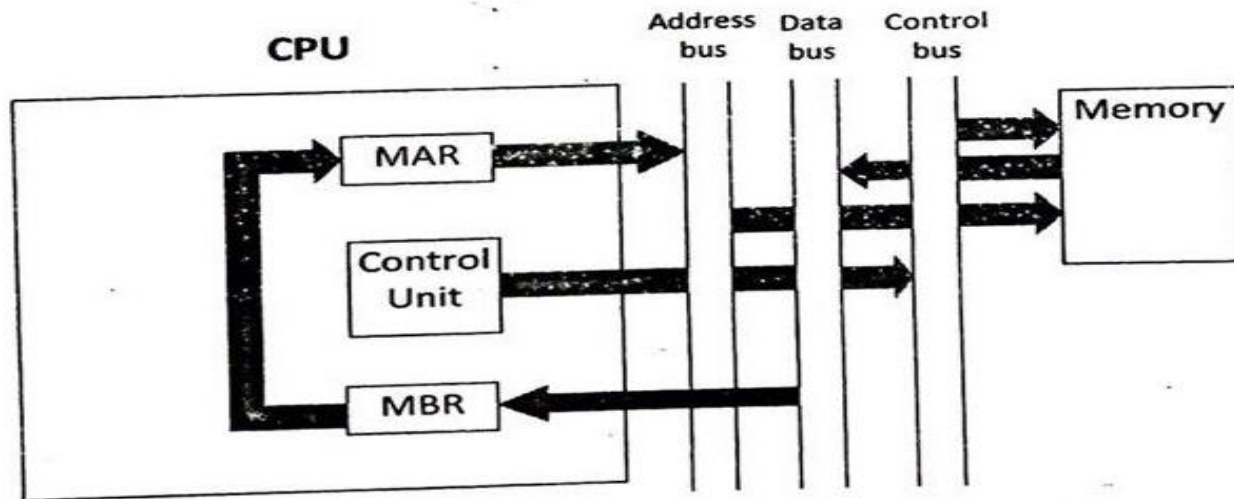 Address Data Control
bus bus bus
CPU
Memory
MAR
Control
Unit
MBR